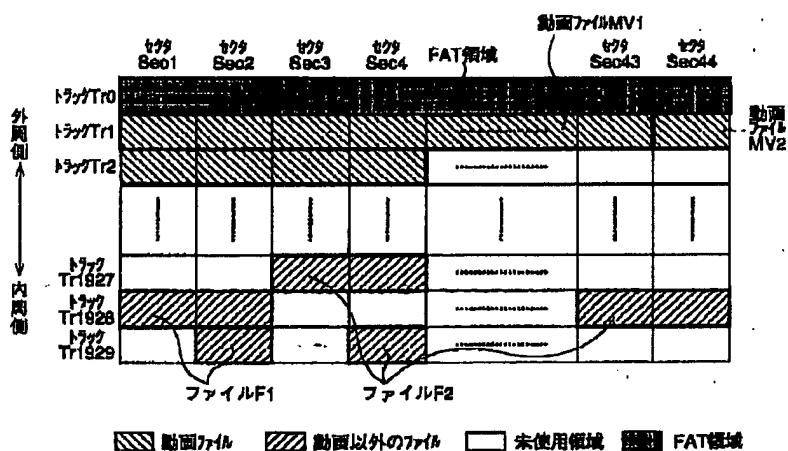 動画ファイルMV1
セクタ Sec1
セクタ Sec2
セクタ Sec3
セクタ Sec4
FAT領域
セクタ Sec43
セクタ Sec44
トラックTr0
トラックTr1
動画ファイルMV2
トラックTr2
外周側
内周側
トラック Tr1927
トラック Tr1928
トラック Tr1929
ファイルF1
ファイルF2
動画ファイル
動画以外のファイル
未使用領域
FAT領域